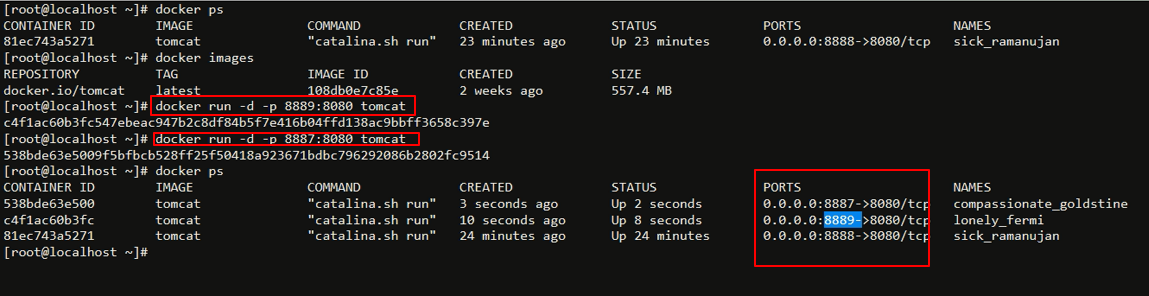 [root@localhost ~]# docker ps
CONTAINER ID IMAGE COMMAND CREATED STATUS PORTS NAMES
81ec743a5271 tomcat "catalina.sh run" 23 minutes ago Up 23 minutes 0.0.0.0:8888->8080/tcp sick_ramanujan
[root@localhost ~]# docker images
REPOSITORY TAG IMAGE ID CREATED SIZE
docker.io/tomcat latest 108db0e7c85e 2 weeks ago 557.4 MB
[root@localhost ~]# docker run -d -p 8889:8080 tomcat
c4f1ac60b3fc547ebeac947b2c8df84b5f7e416b04ffd138ac9bbff3658c397e
[root@localhost ~]# docker run -d -p 8887:8080 tomcat
538bde63e5009f5bfbcb528ff25f50418a923671bdbc796292086b2802fc9514
[root@localhost ~]# docker ps
CONTAINER ID IMAGE COMMAND CREATED STATUS PORTS NAMES
538bde63e500 tomcat "catalina.sh run" 3 seconds ago Up 2 seconds 0.0.0.0:8887->8080/tcp compassionate_goldstine
c4f1ac60b3fc tomcat "catalina.sh run" 10 seconds ago Up 8 seconds 0.0.0.0:8889->8080/tcp lonely_fermi
81ec743a5271 tomcat "catalina.sh run" 24 minutes ago Up 24 minutes 0.0.0.0:8888->8080/tcp sick_ramanujan
[root@localhost ~]#